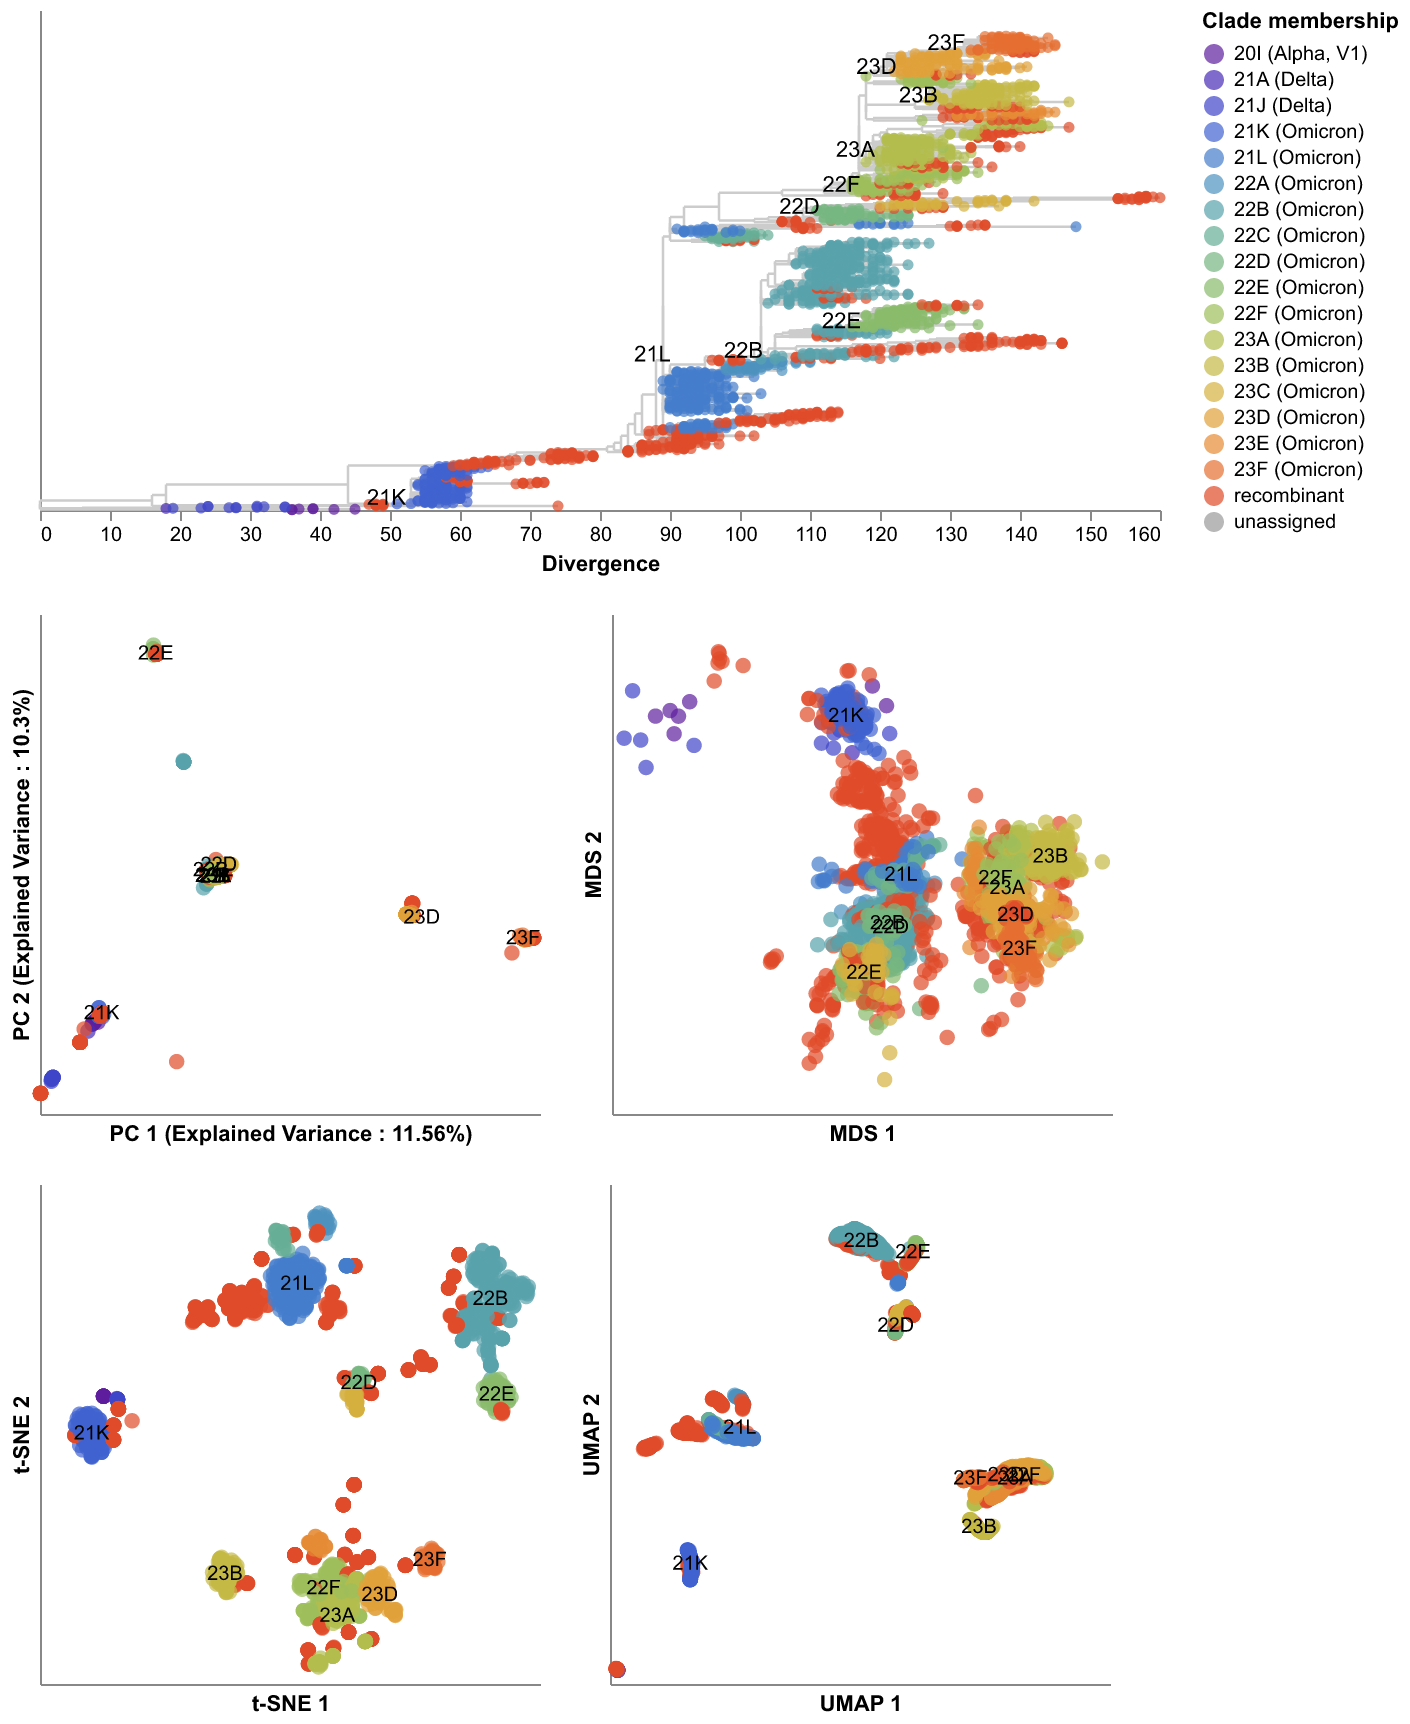 Clade membership
20I (Alpha, V1)
21A (Delta)
21J (Delta)
21K (Omicron)
21L (Omicron)
22A (Omicron)
22B (Omicron)
22C (Omicron)
22D (Omicron)
22E (Omicron)
22F (Omicron)
23A (Omicron)
23B (Omicron)
23C (Omicron)
23D (Omicron)
23E (Omicron)
23F (Omicron)
recombinant
unassigned
23F
23D
23B
23A
22F
22D
22E
21L
22B
21K
0 10 20 30 40 50 60 70 80 90 100 110 120 130 140 150 160
Divergence
22E
23D
23F
21K
PC 2 (Explained Variance : 10.3%)
PC 1 (Explained Variance : 11.56%)
21K
23B
21L
22F
23A
23D
22B
22D
23F
22E
MDS 2
MDS 1
21L
22B
22D
22E
21K
23F
23B
22F
23D
23A
t-SNE 2
t-SNE 1
22B
22E
22D
21L
23F
22F
23B
21K
UMAP 2
UMAP 1